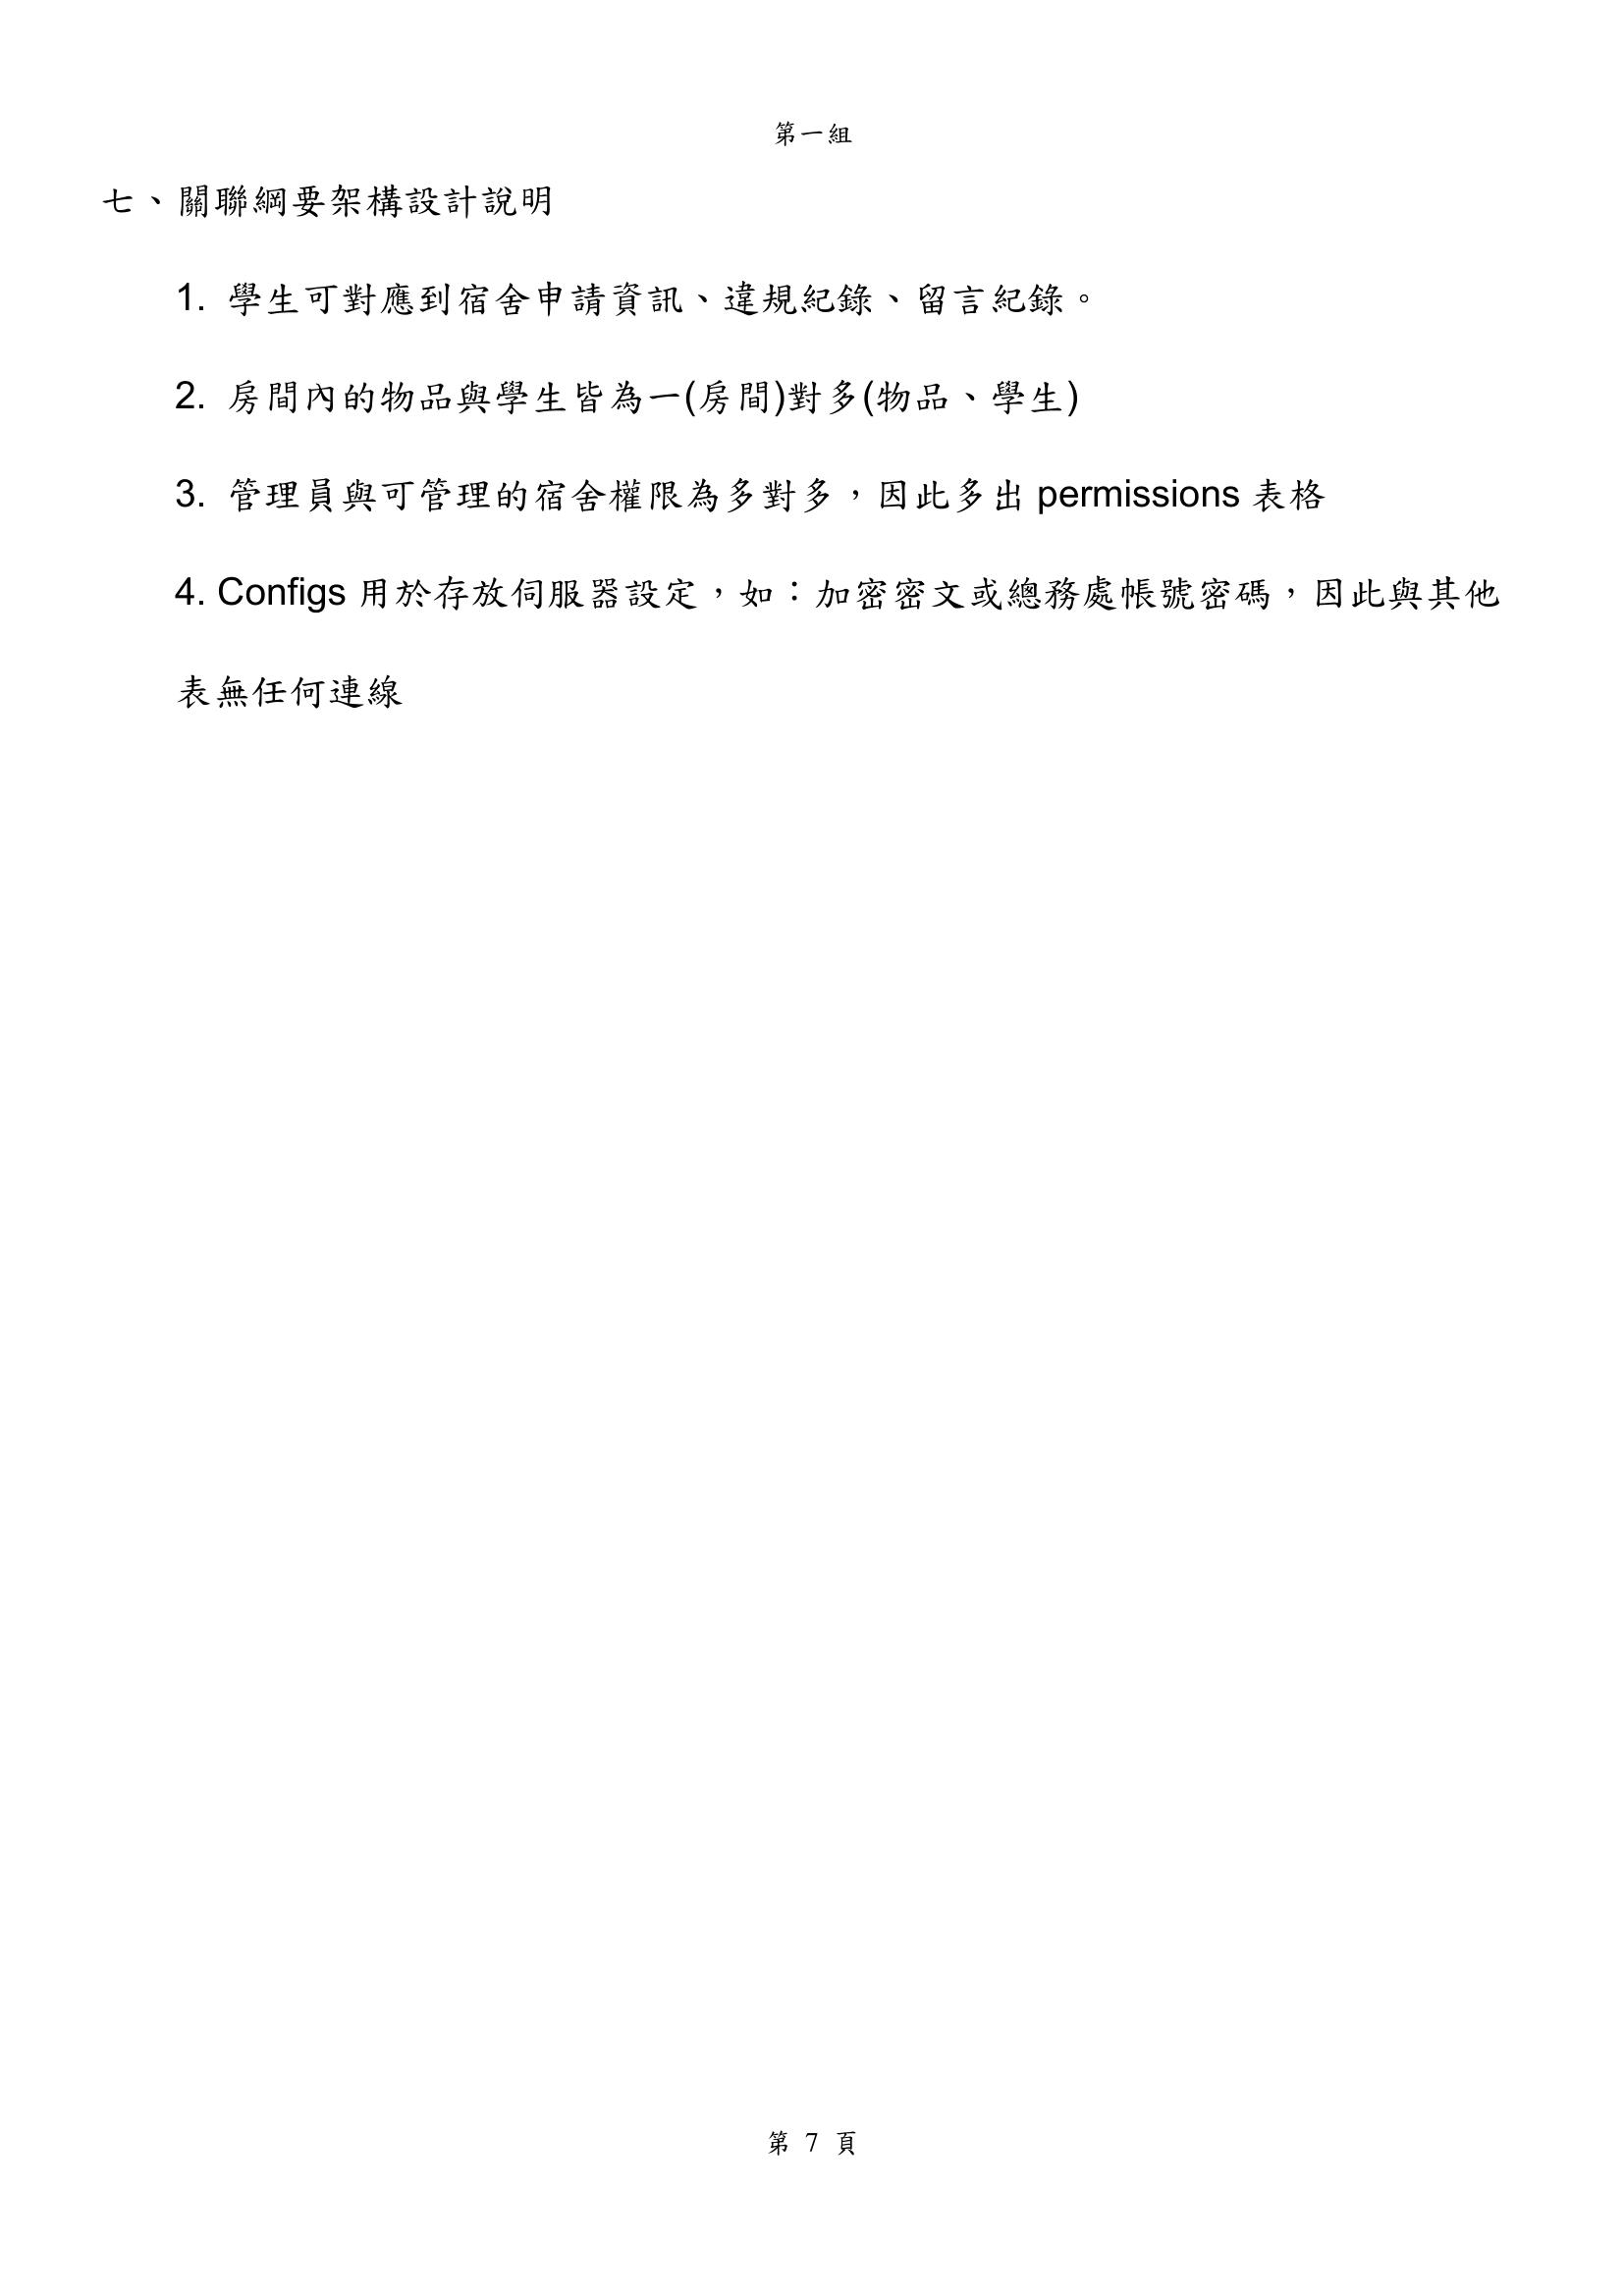 第一組
七、關聯綱要架構設計說明
1. 學生可對應到宿舍申請資訊、違規紀錄、留言紀錄。
2. 房間內的物品與學生皆為一(房間)對多(物品、學生)
3. 管理員與可管理的宿舍權限為多對多，因此多出 permissions 表格
4. Configs 用於存放伺服器設定，如：加密密文或總務處帳號密碼，因此與其他
表無任何連線
第 7 頁